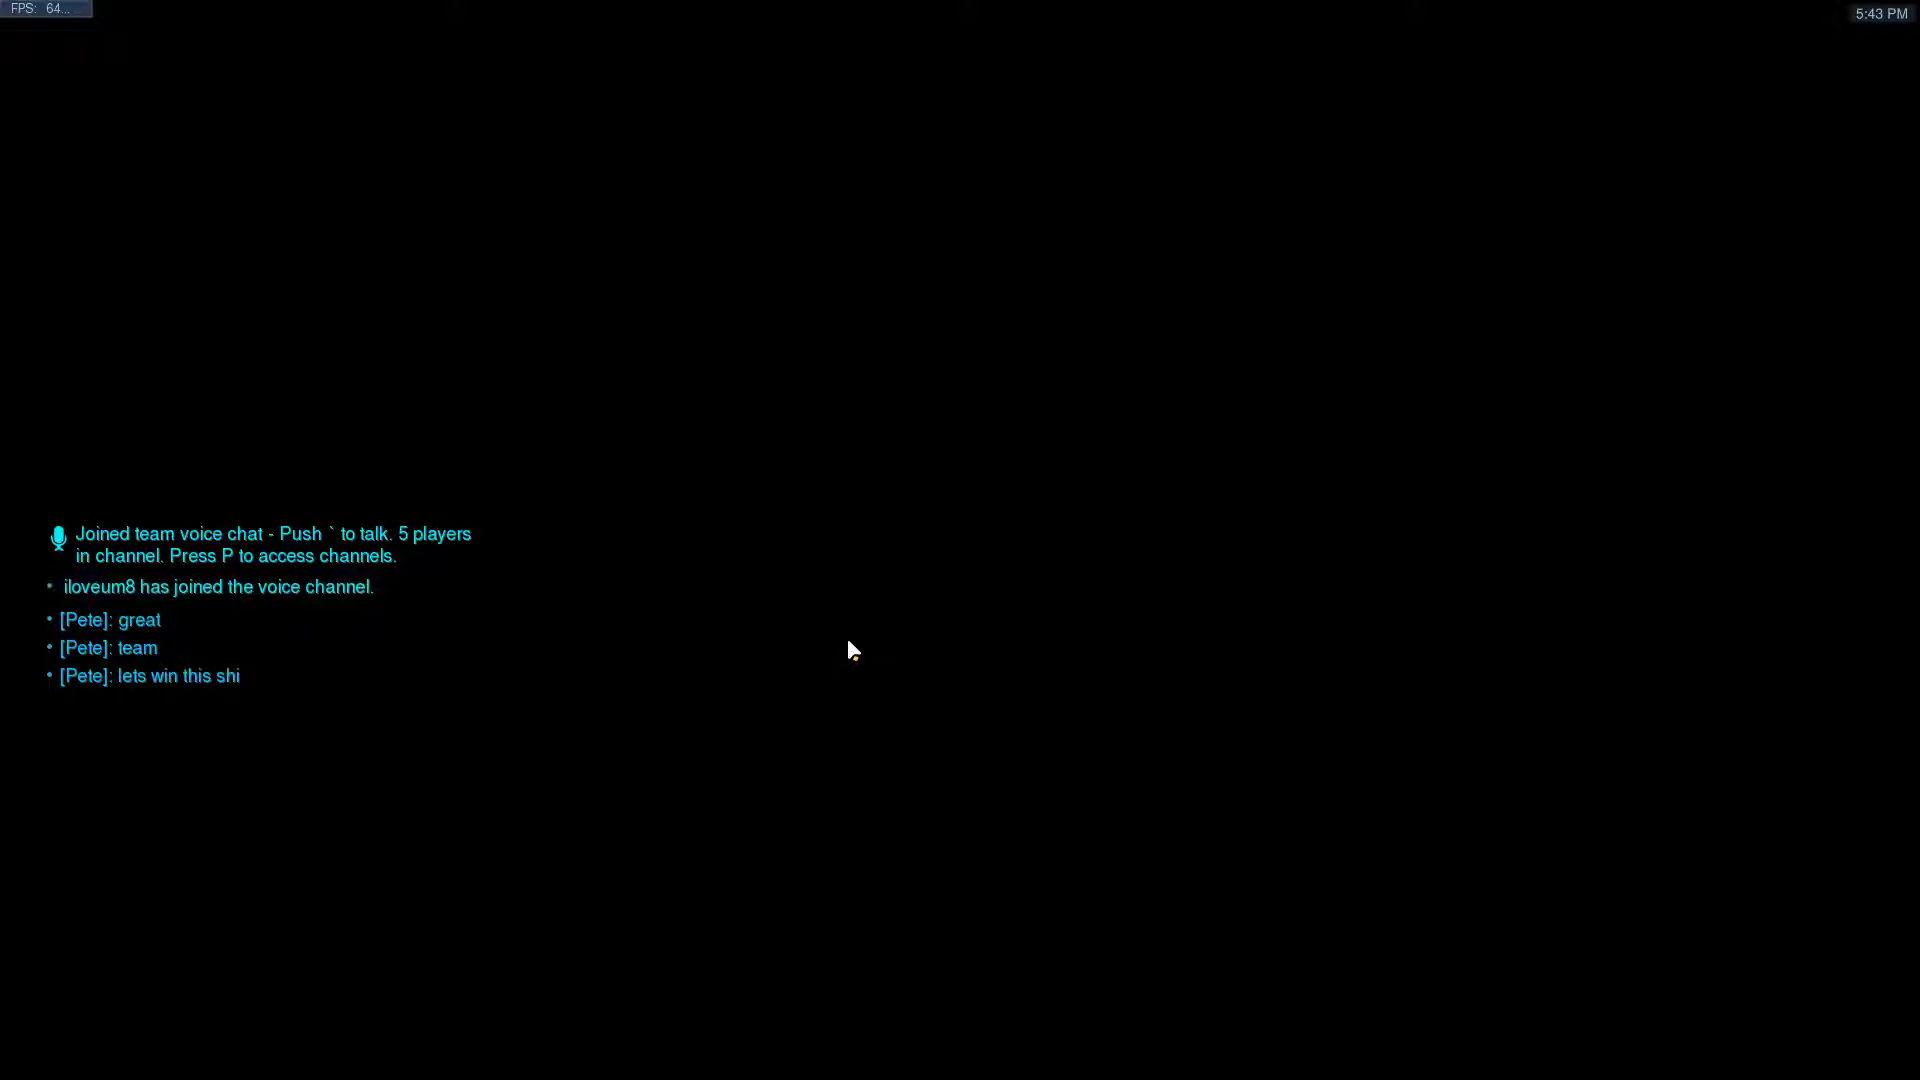 FPS: 64...
5:43 PM
Joined team voice chat - Push ` to talk. 5 players
in channel. Press P to access channels.
• iloveum8 has joined the voice channel.
• [Pete]: great
• [Pete]: team
• [Pete]: lets win this shi